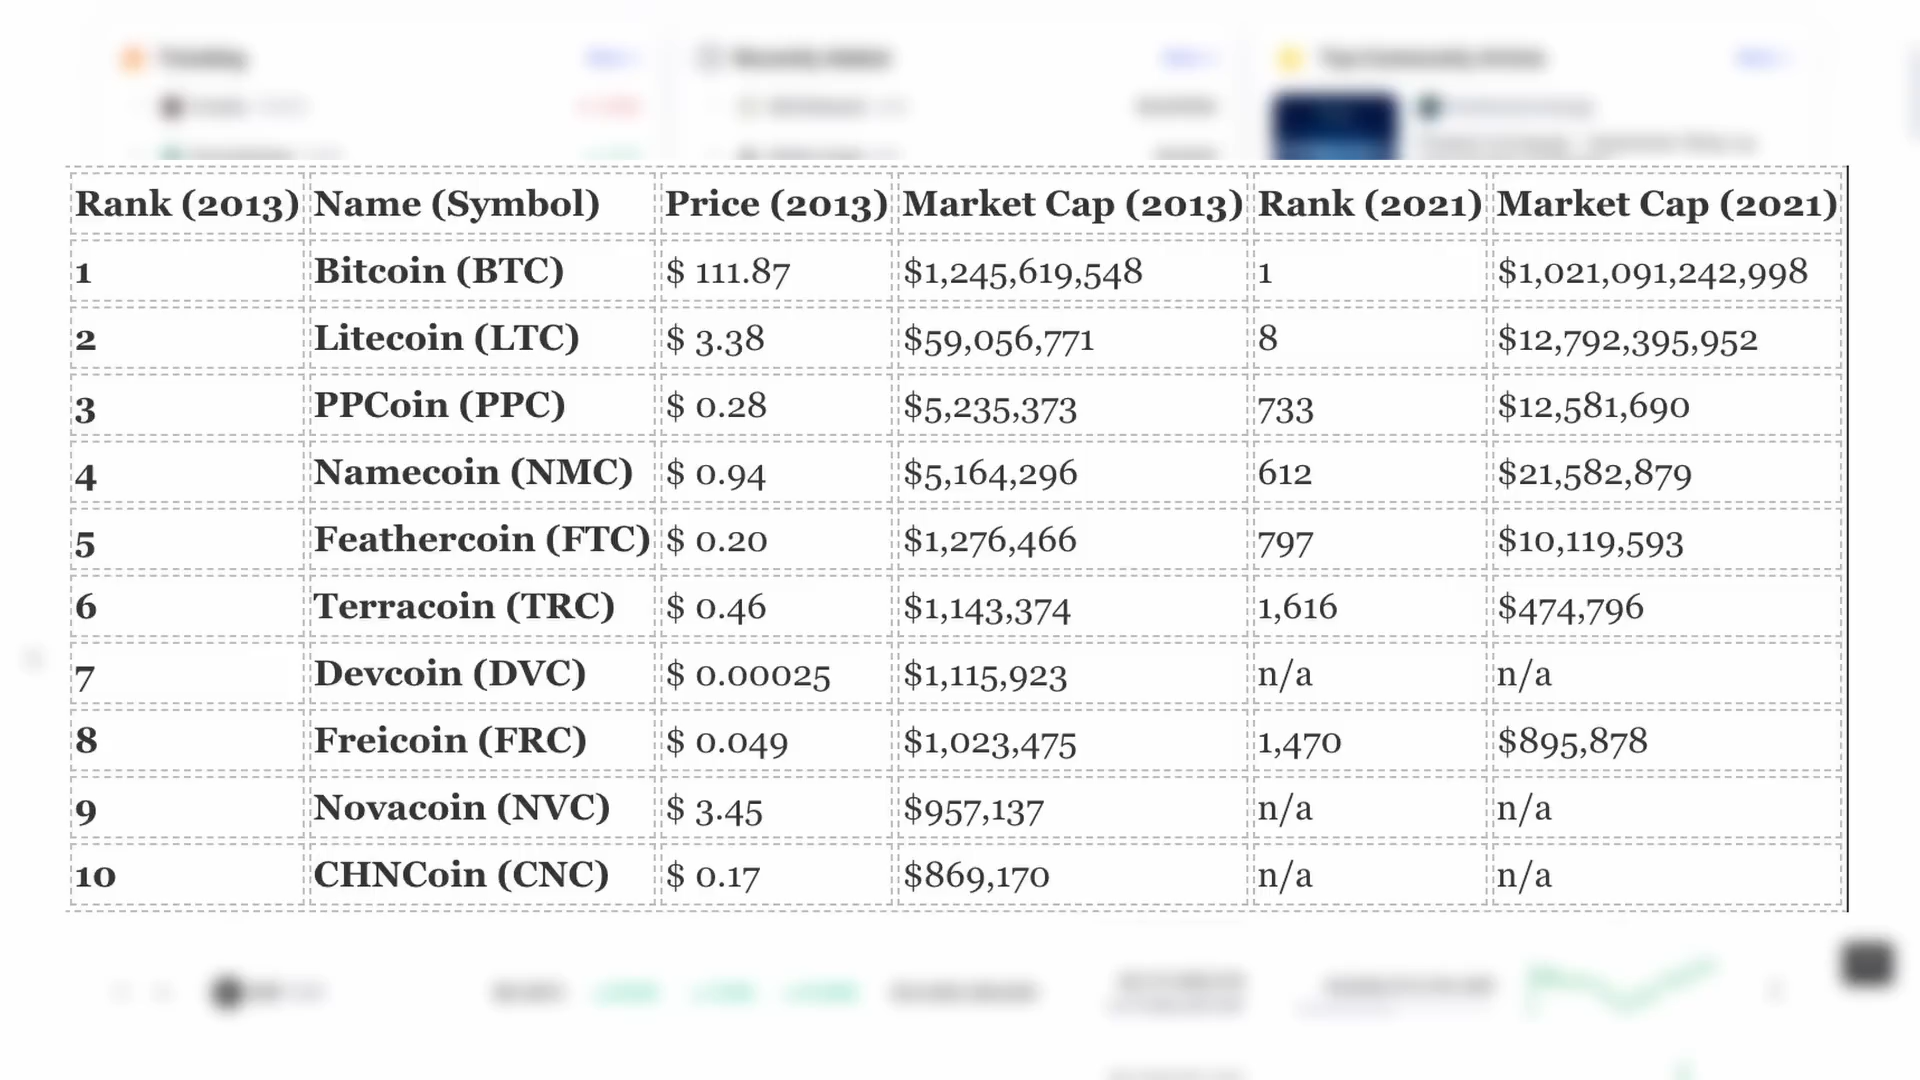 Rank (2013) Name (Symbol) Price (2013) Market Cap (2013) Rank (2021) Market Cap (2021)
1 Bitcoin (BTC) $ 111.87 $1,245,619,548 1 $1,021,091,242,998
2 Litecoin (LTC) $ 3.38 $59,056,771 8 $12,792,395,952
3 PPCoin (PPC) $ 0.28 $5,235,373 733 $12,581,690
4 Namecoin (NMC) $ 0.94 $5,164,296 612 $21,582,879
5 Feathercoin (FTC) $ 0.20 $1,276,466 797 $10,119,593
6 Terracoin (TRC) $ 0.46 $1,143,374 1,616 $474,796
7 Devcoin (DVC) $ 0.00025 $1,115,923 n/a n/a
8 Freicoin (FRC) $ 0.049 $1,023,475 1,470 $895,878
9 Novacoin (NVC) $ 3.45 $957,137 n/a n/a
10 CHNCoin (CNC) $ 0.17 $869,170 n/a n/a